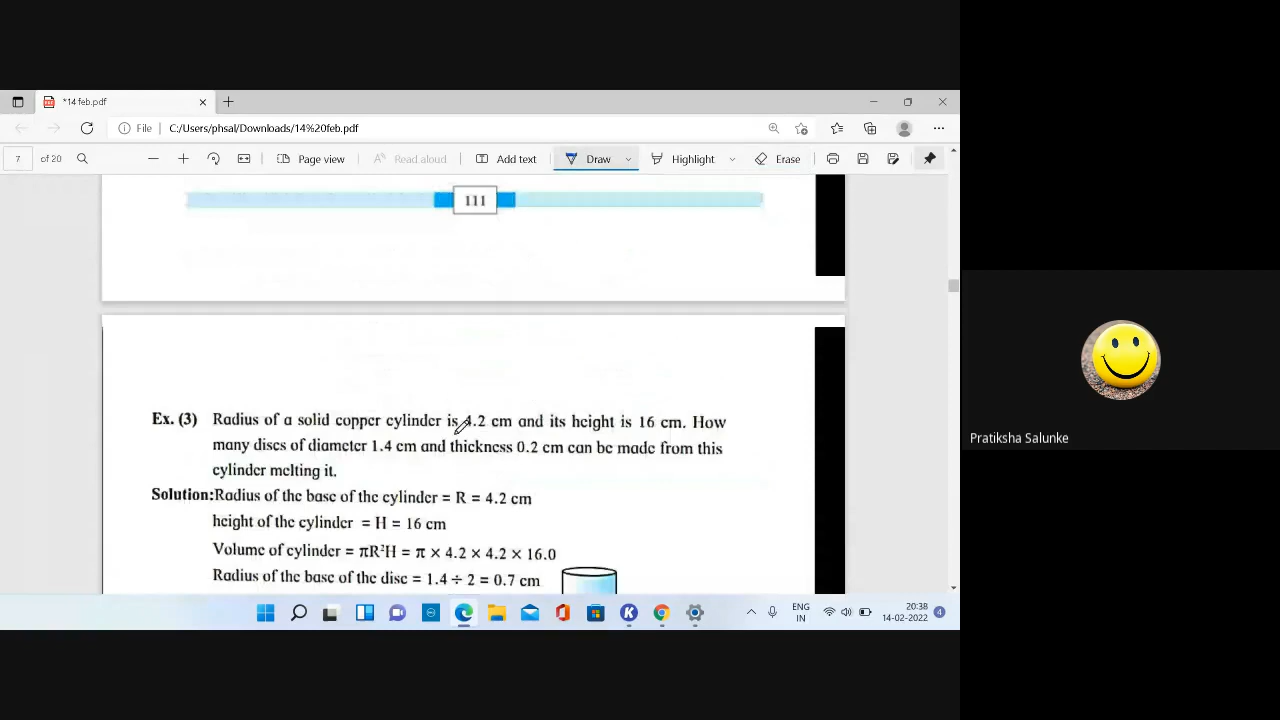 *14 feb.pdf
File C:/Users/phsal/Downloads/14%20feb.pdf
7 of 20 Page view Read aloud Add text Draw Highlight Erase
111
Ex. (3) Radius of a solid copper cylinder is 4.2 cm and its height is 16 cm. How
many discs of diameter 1.4 cm and thickness 0.2 cm can be made from this
cylinder melting it.
Solution:Radius of the base of the cylinder = R = 4.2 cm
height of the cylinder = H = 16 cm
Volume of cylinder = πR²H = π × 4.2 × 4.2 × 16.0
Radius of the base of the disc = 1.4 ÷ 2 = 0.7 cm
Pratiksha Salunke
ENG
IN
20:38
14-02-2022
4